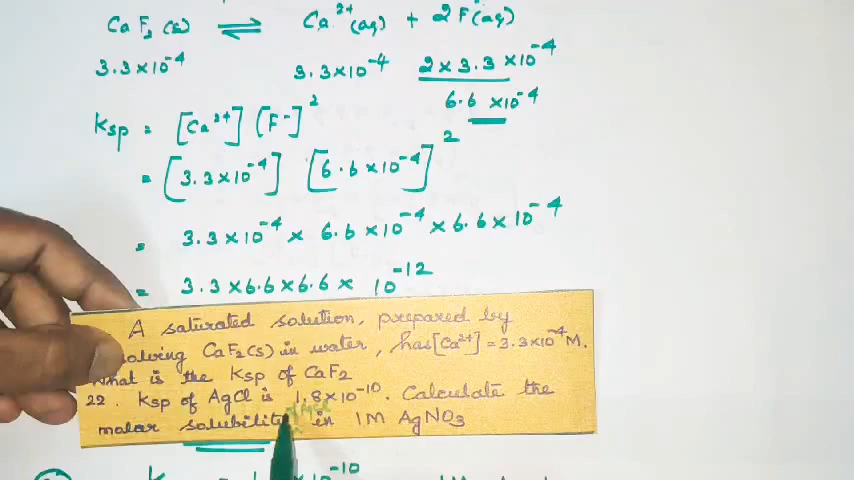 CaF₂(s) ⇌ Ca²⁺(aq) + 2F⁻(aq)
3.3×10⁻⁴ 3.3×10⁻⁴ 2×3.3×10⁻⁴
6.6×10⁻⁴
Ksp = [Ca²⁺] [F⁻]²
= [3.3×10⁻⁴] [6.6×10⁻⁴]²
= 3.3×10⁻⁴ × 6.6×10⁻⁴ × 6.6×10⁻⁴
= 3.3×6.6×6.6× 10⁻¹²
A saturated solution, prepared by
olving CaF₂(s) in water, has [Ca²⁺] = 3.3×10⁻⁴ M.
What is the Ksp of CaF₂
22. Ksp of AgCl is 1.8×10⁻¹⁰. Calculate the
molar solubilit in 1M AgNO₃